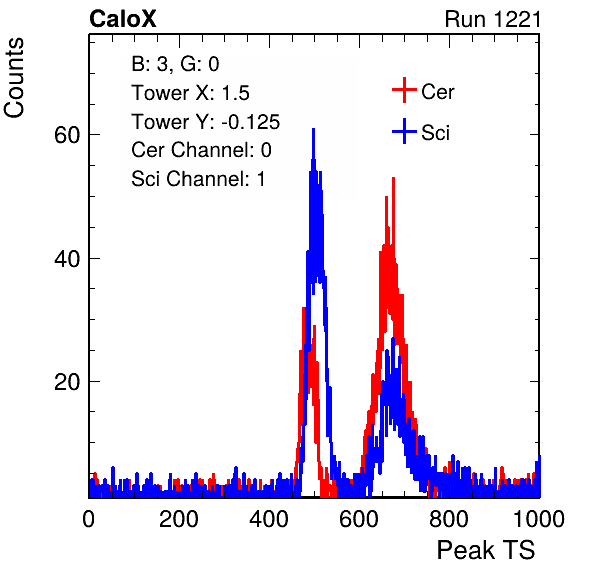 CaloX Run 1221
Counts
B: 3, G: 0
Tower X: 1.5
Tower Y: -0.125
Cer Channel: 0
Sci Channel: 1
Cer
Sci
60
40
20
0 200 400 600 800 1000
Peak TS